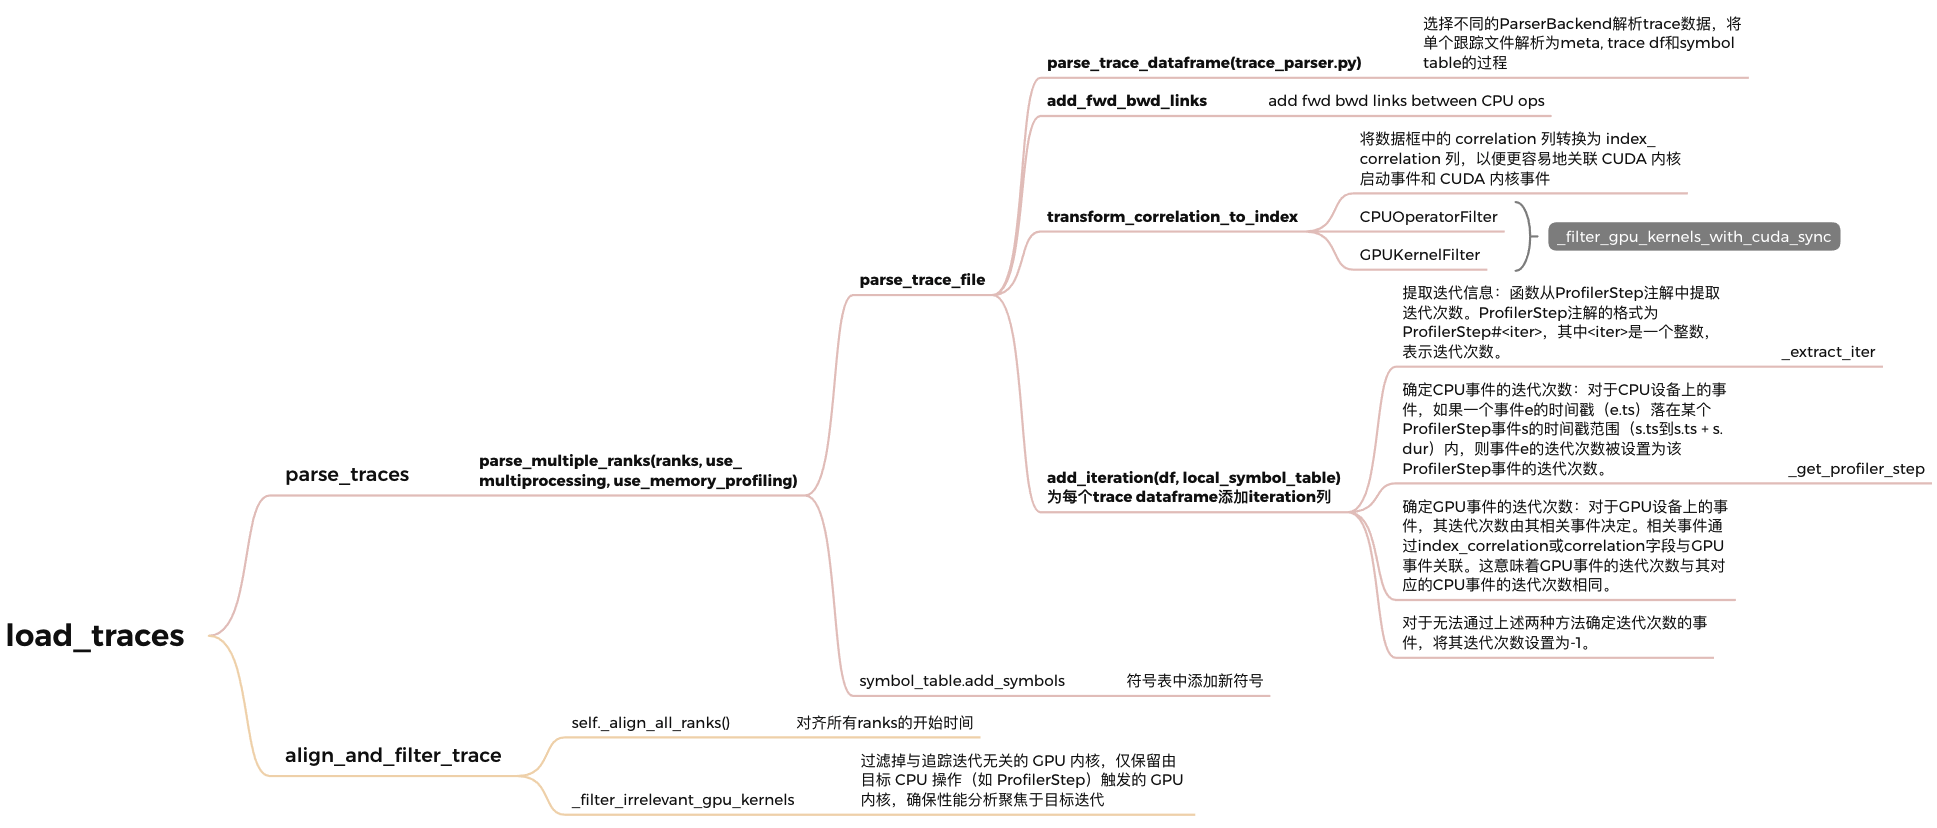 load_traces
parse_traces
parse_multiple_ranks(ranks, use_
multiprocessing, use_memory_profiling)
parse_trace_file
parse_trace_dataframe(trace_parser.py)
选择不同的ParserBackend解析trace数据，将
单个跟踪文件解析为meta, trace df和symbol
table的过程
add_fwd_bwd_links
add fwd bwd links between CPU ops
transform_correlation_to_index
将数据框中的 correlation 列转换为 index_
correlation 列，以便更容易地关联 CUDA 内核
启动事件和 CUDA 内核事件
CPUOperatorFilter
GPUKernelFilter
_filter_gpu_kernels_with_cuda_sync
add_iteration(df, local_symbol_table)
为每个trace dataframe添加iteration列
提取迭代信息：函数从ProfilerStep注解中提取
迭代次数。ProfilerStep注解的格式为
ProfilerStep#<iter>，其中<iter>是一个整数，
表示迭代次数。
_extract_iter
确定CPU事件的迭代次数：对于CPU设备上的事
件，如果一个事件e的时间戳（e.ts）落在某个
ProfilerStep事件s的时间戳范围（s.ts到s.ts + s.
dur）内，则事件e的迭代次数被设置为该
ProfilerStep事件的迭代次数。
_get_profiler_step
确定GPU事件的迭代次数：对于GPU设备上的事
件，其迭代次数由其相关事件决定。相关事件通
过index_correlation或correlation字段与GPU
事件关联。这意味着GPU事件的迭代次数与其对
应的CPU事件的迭代次数相同。
对于无法通过上述两种方法确定迭代次数的事
件，将其迭代次数设置为-1。
symbol_table.add_symbols
符号表中添加新符号
align_and_filter_trace
self._align_all_ranks()
对齐所有ranks的开始时间
_filter_irrelevant_gpu_kernels
过滤掉与追踪迭代无关的 GPU 内核，仅保留由
目标 CPU 操作（如 ProfilerStep）触发的 GPU
内核，确保性能分析聚焦于目标迭代